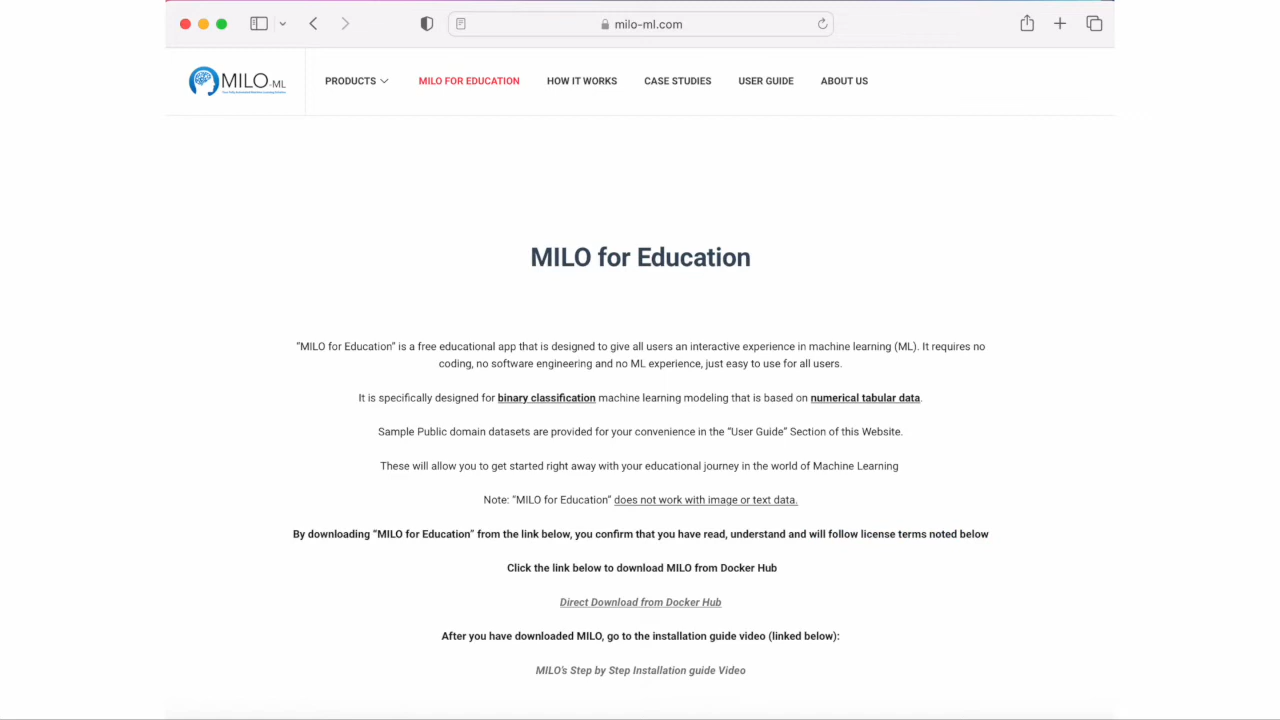 milo-ml.com
MILO-ML
PRODUCTS
MILO FOR EDUCATION
HOW IT WORKS
CASE STUDIES
USER GUIDE
ABOUT US
MILO for Education
“MILO for Education” is a free educational app that is designed to give all users an interactive experience in machine learning (ML). It requires no
coding, no software engineering and no ML experience, just easy to use for all users.
It is specifically designed for binary classification machine learning modeling that is based on numerical tabular data.
Sample Public domain datasets are provided for your convenience in the “User Guide” Section of this Website.
These will allow you to get started right away with your educational journey in the world of Machine Learning
Note: “MILO for Education” does not work with image or text data.
By downloading “MILO for Education” from the link below, you confirm that you have read, understand and will follow license terms noted below
Click the link below to download MILO from Docker Hub
Direct Download from Docker Hub
After you have downloaded MILO, go to the installation guide video (linked below):
MILO’s Step by Step Installation guide Video